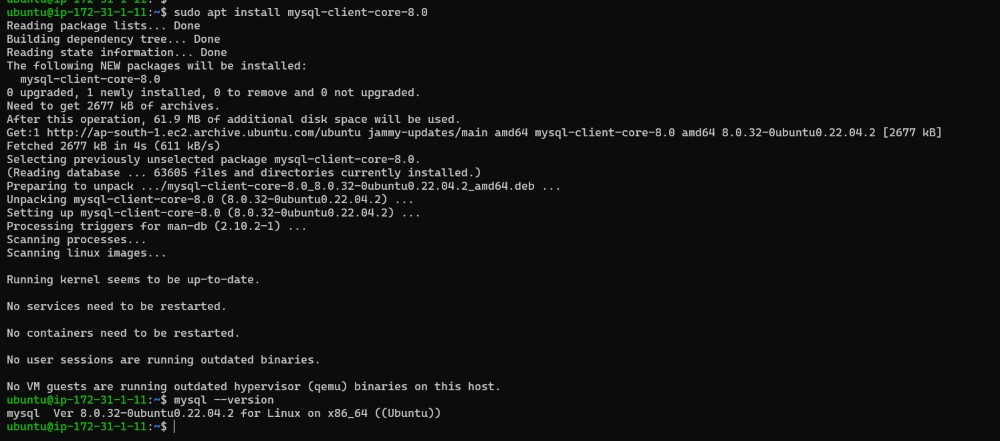 ubuntu@ip-172-31-1-11:~$
ubuntu@ip-172-31-1-11:~$ sudo apt install mysql-client-core-8.0
Reading package lists... Done
Building dependency tree... Done
Reading state information... Done
The following NEW packages will be installed:
  mysql-client-core-8.0
0 upgraded, 1 newly installed, 0 to remove and 0 not upgraded.
Need to get 2677 kB of archives.
After this operation, 61.9 MB of additional disk space will be used.
Get:1 http://ap-south-1.ec2.archive.ubuntu.com/ubuntu jammy-updates/main amd64 mysql-client-core-8.0 amd64 8.0.32-0ubuntu0.22.04.2 [2677 kB]
Fetched 2677 kB in 4s (611 kB/s)
Selecting previously unselected package mysql-client-core-8.0.
(Reading database ... 63605 files and directories currently installed.)
Preparing to unpack .../mysql-client-core-8.0_8.0.32-0ubuntu0.22.04.2_amd64.deb ...
Unpacking mysql-client-core-8.0 (8.0.32-0ubuntu0.22.04.2) ...
Setting up mysql-client-core-8.0 (8.0.32-0ubuntu0.22.04.2) ...
Processing triggers for man-db (2.10.2-1) ...
Scanning processes...
Scanning linux images...
Running kernel seems to be up-to-date.
No services need to be restarted.
No containers need to be restarted.
No user sessions are running outdated binaries.
No VM guests are running outdated hypervisor (qemu) binaries on this host.
ubuntu@ip-172-31-1-11:~$ mysql --version
mysql  Ver 8.0.32-0ubuntu0.22.04.2 for Linux on x86_64 ((Ubuntu))
ubuntu@ip-172-31-1-11:~$